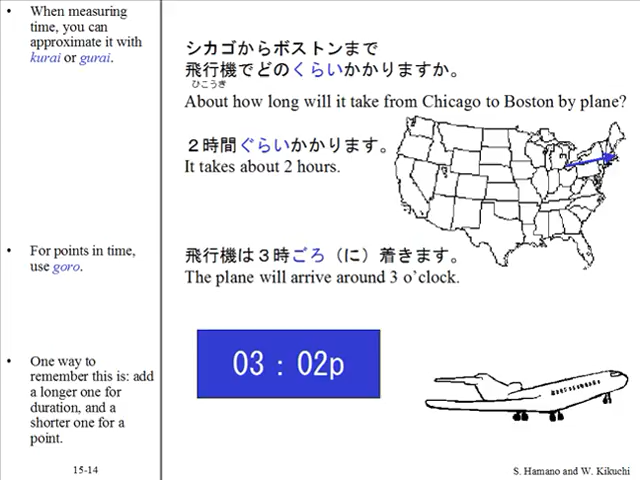 • When measuring
time, you can
approximate it with
kurai or gurai.
シカゴからボストンまで
飛行機でどのくらいかかりますか。
ひこうき
About how long will it take from Chicago to Boston by plane?
２時間ぐらいかかります。
It takes about 2 hours.
• For points in time,
use goro.
飛行機は３時ごろ（に）着きます。
The plane will arrive around 3 o’clock.
03：02p
• One way to
remember this is: add
a longer one for
duration, and a
shorter one for a
point.
15-14
S. Hamano and W. Kikuchi